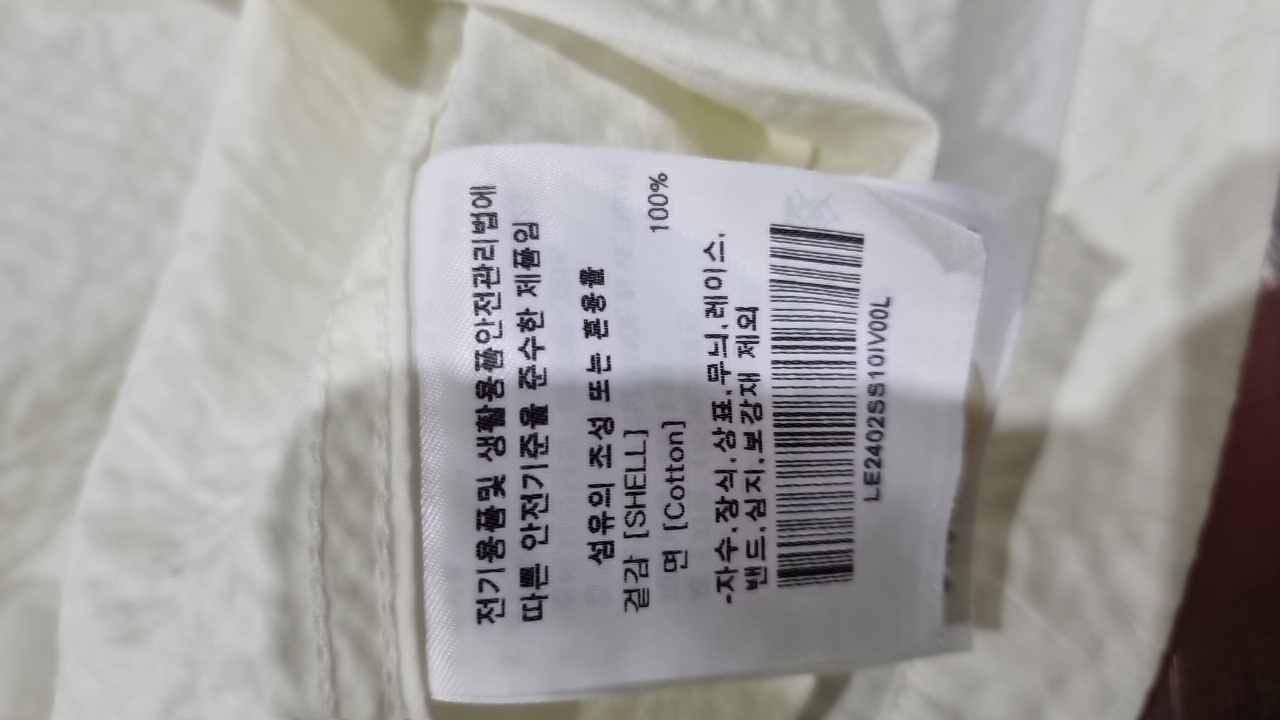 전기용품및 생활용품안전관리법에
따른 안전기준을 준수한 제품임
섬유의 조성 또는 혼용율
겉감 [SHELL]
면 [Cotton] 100%
-자수.장식.상표.무늬.레이스.
밴드.심지.보강재 제외
LE2402SS10IV00L